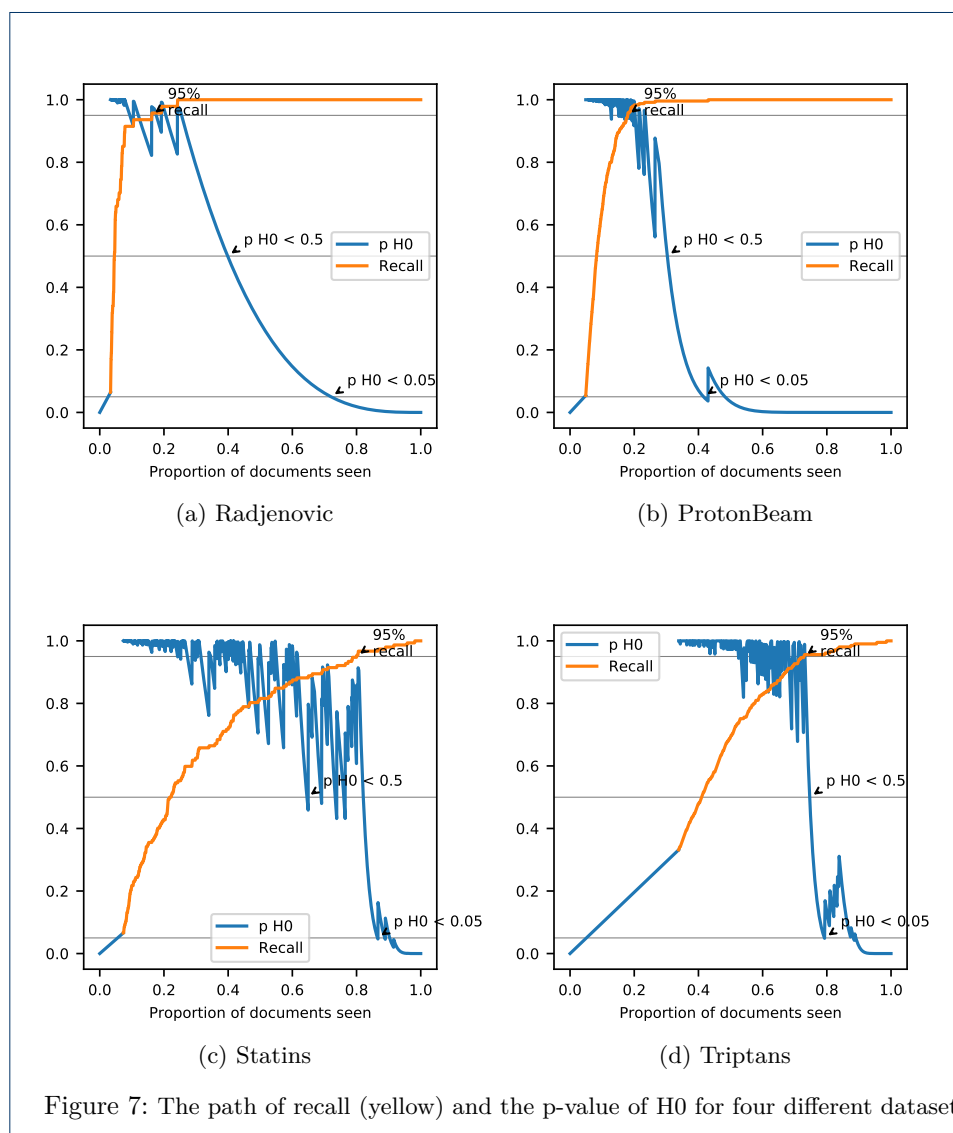 95%
recall
1.0
0.8
0.6
p H0 < 0.5
p H0
Recall
0.4
0.2
p H0 < 0.05
0.0
0.0 0.2 0.4 0.6 0.8 1.0
Proportion of documents seen
(a) Radjenovic
95%
recall
1.0
0.8
0.6
p H0 < 0.5
p H0
Recall
0.4
0.2
p H0 < 0.05
0.0
0.0 0.2 0.4 0.6 0.8 1.0
Proportion of documents seen
(b) ProtonBeam
95%
recall
1.0
0.8
0.6
p H0 < 0.5
0.4
0.2
p H0 < 0.05
p H0
Recall
0.0
0.0 0.2 0.4 0.6 0.8 1.0
Proportion of documents seen
(c) Statins
p H0
Recall
95%
recall
1.0
0.8
0.6
p H0 < 0.5
0.4
0.2
p H0 < 0.05
0.0
0.0 0.2 0.4 0.6 0.8 1.0
Proportion of documents seen
(d) Triptans
Figure 7: The path of recall (yellow) and the p-value of H0 for four different dataset